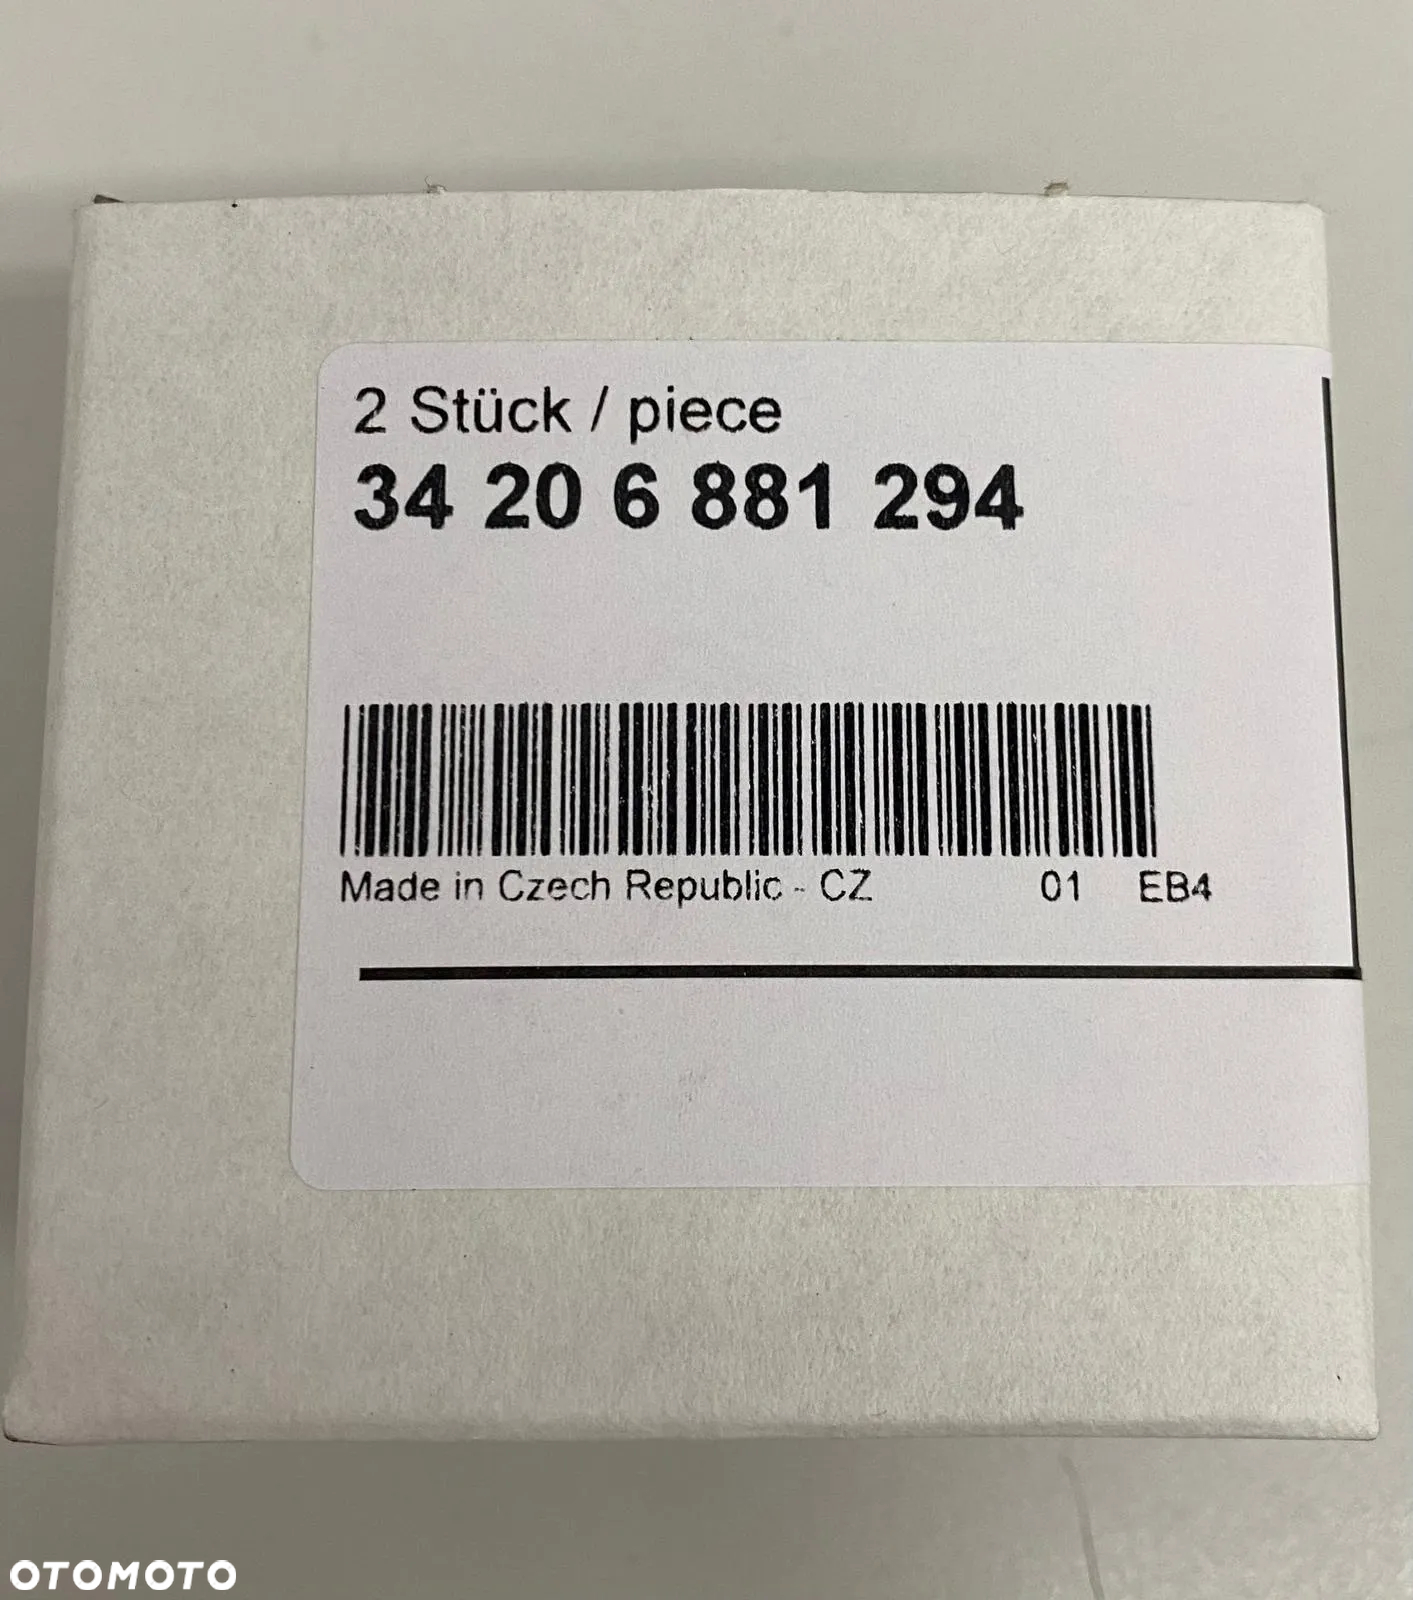 2 Stück / piece
34 20 6 881 294
Made in Czech Republic - CZ 01 EB4
OTOMOTO